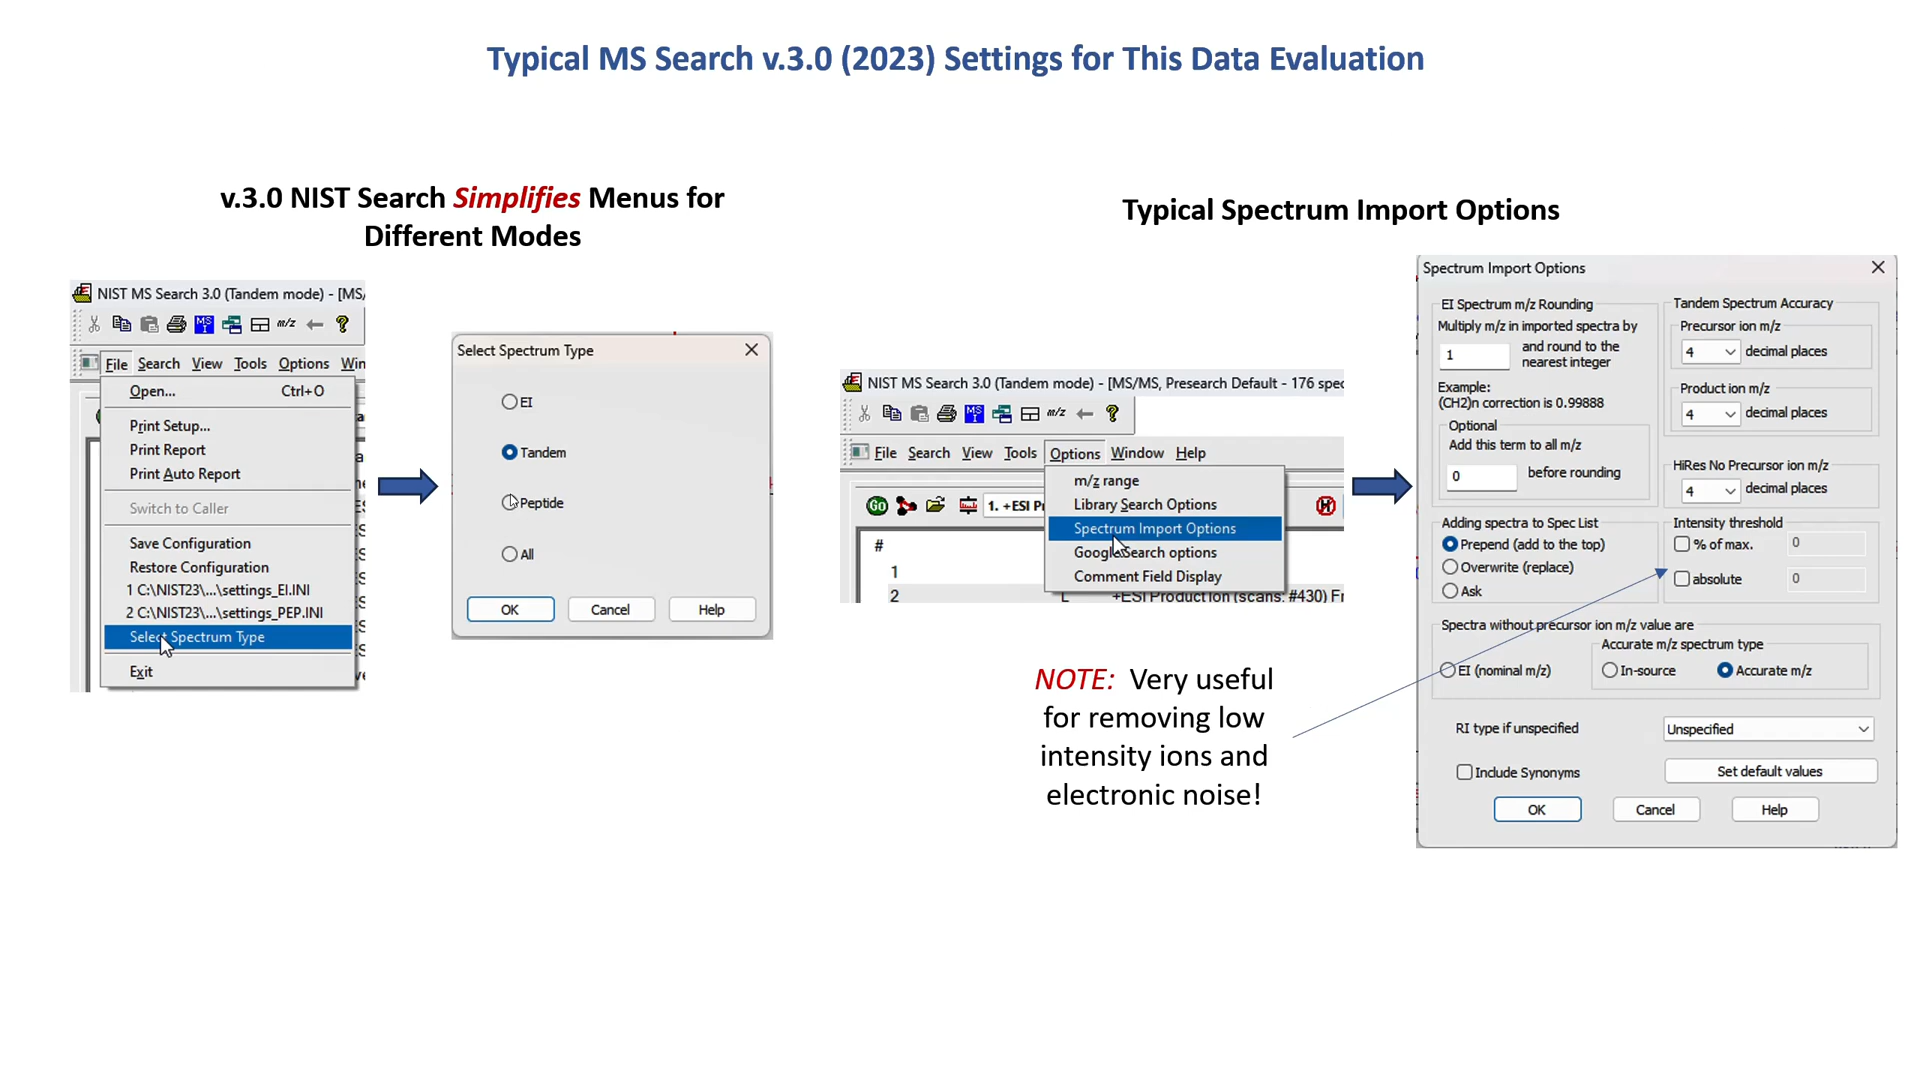 Typical MS Search v.3.0 (2023) Settings for This Data Evaluation
v.3.0 NIST Search Simplifies Menus for
Different Modes
NIST MS Search 3.0 (Tandem mode) - [MS/
m/z
File Search View Tools Options Win
Open... Ctrl+O
Print Setup...
Print Report
Print Auto Report
Switch to Caller
Save Configuration
Restore Configuration
1 C:\NIST23\...\settings_EI.INI
2 C:\NIST23\...\settings_PEP.INI
Select Spectrum Type
Exit
Select Spectrum Type
EI
Tandem
Peptide
All
OK Cancel Help
Typical Spectrum Import Options
NIST MS Search 3.0 (Tandem mode) - [MS/MS, Presearch Default - 176 spec
m/z
File Search View Tools Options Window Help
Go 1. +ESI Pr
m/z range
Library Search Options
Spectrum Import Options
Google Search options
Comment Field Display
#
1
2 L +ESI Product Ion (scans: #430) Fr
NOTE: Very useful
for removing low
intensity ions and
electronic noise!
Spectrum Import Options
EI Spectrum m/z Rounding
Multiply m/z in imported spectra by
1 and round to the
nearest integer
Example:
(CH2)n correction is 0.99888
Optional
Add this term to all m/z
0 before rounding
Tandem Spectrum Accuracy
Precursor ion m/z
4 decimal places
Product ion m/z
4 decimal places
HiRes No Precursor ion m/z
4 decimal places
Adding spectra to Spec List
Prepend (add to the top)
Overwrite (replace)
Ask
Intensity threshold
% of max. 0
absolute 0
Spectra without precursor ion m/z value are
Accurate m/z spectrum type
EI (nominal m/z) In-source Accurate m/z
RI type if unspecified Unspecified
Include Synonyms Set default values
OK Cancel Help